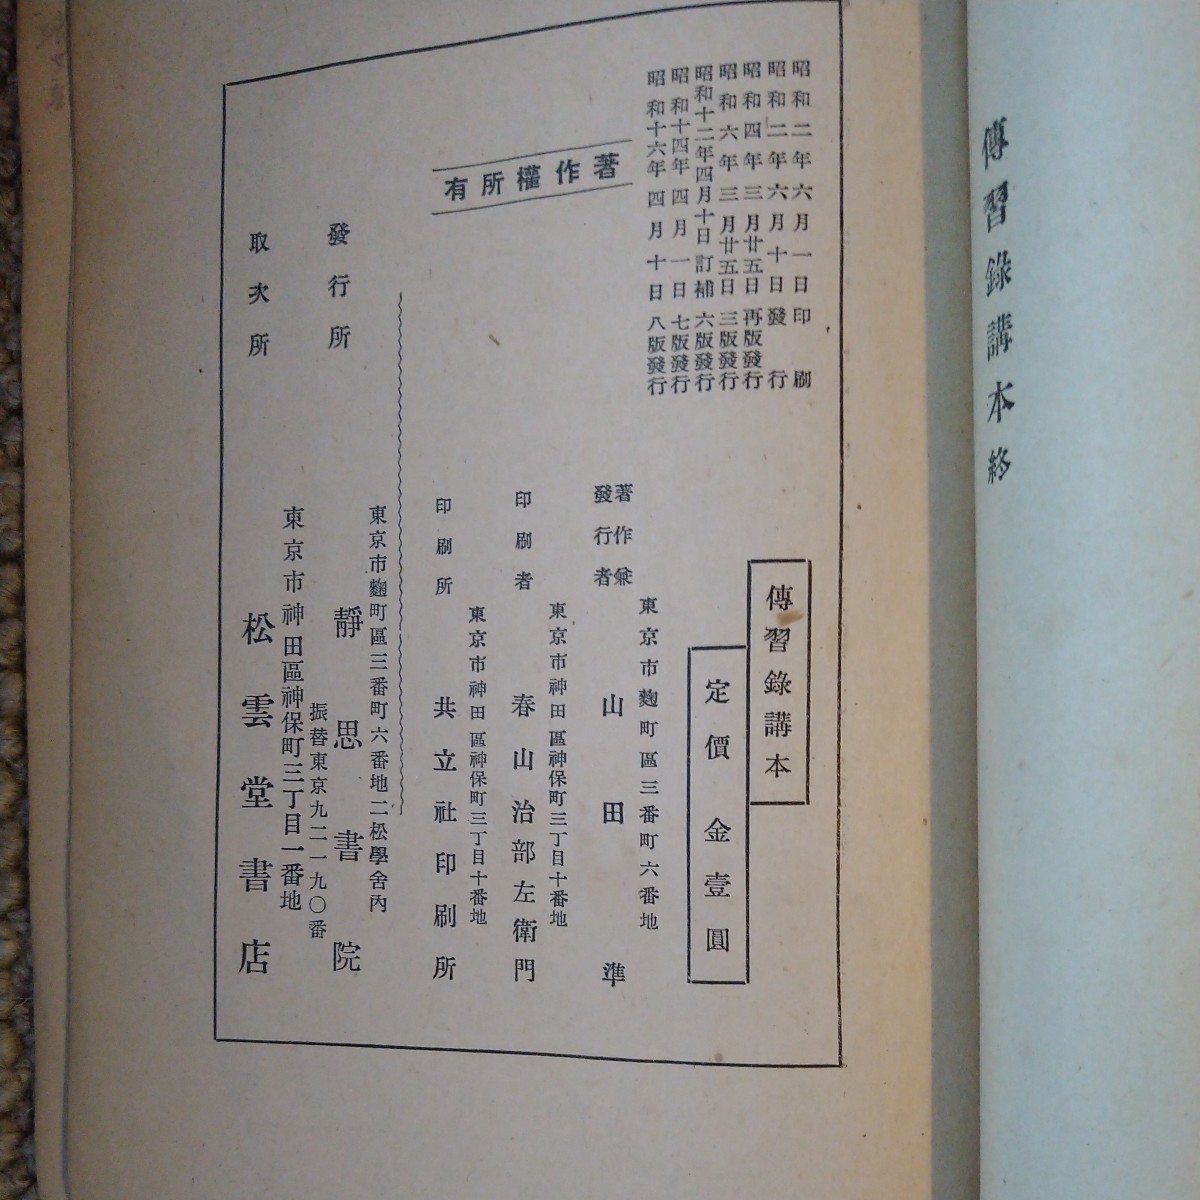 傳習錄講本終
昭和二年六月一日印刷
昭和二年六月十日發行
昭和四年三月廿五日再版發行
昭和六年三月廿五日三版發行
昭和十二年四月十日訂補六版發行
昭和十四年四月一日七版發行
昭和十六年四月十日八版發行
著作權所有
傳習錄講本
定價金壹圓
東京市麴町區三番町六番地
著作兼
發行者
山田準
東京市神田區神保町三丁目十番地
印刷者
春山治部左衞門
東京市神田區神保町三丁目十番地
印刷所
共立社印刷所
東京市麴町區三番町六番地二松學舍內
發行所
靜思書院
振替東京九二一九〇番
東京市神田區神保町三丁目一番地
取次所
松雲堂書店